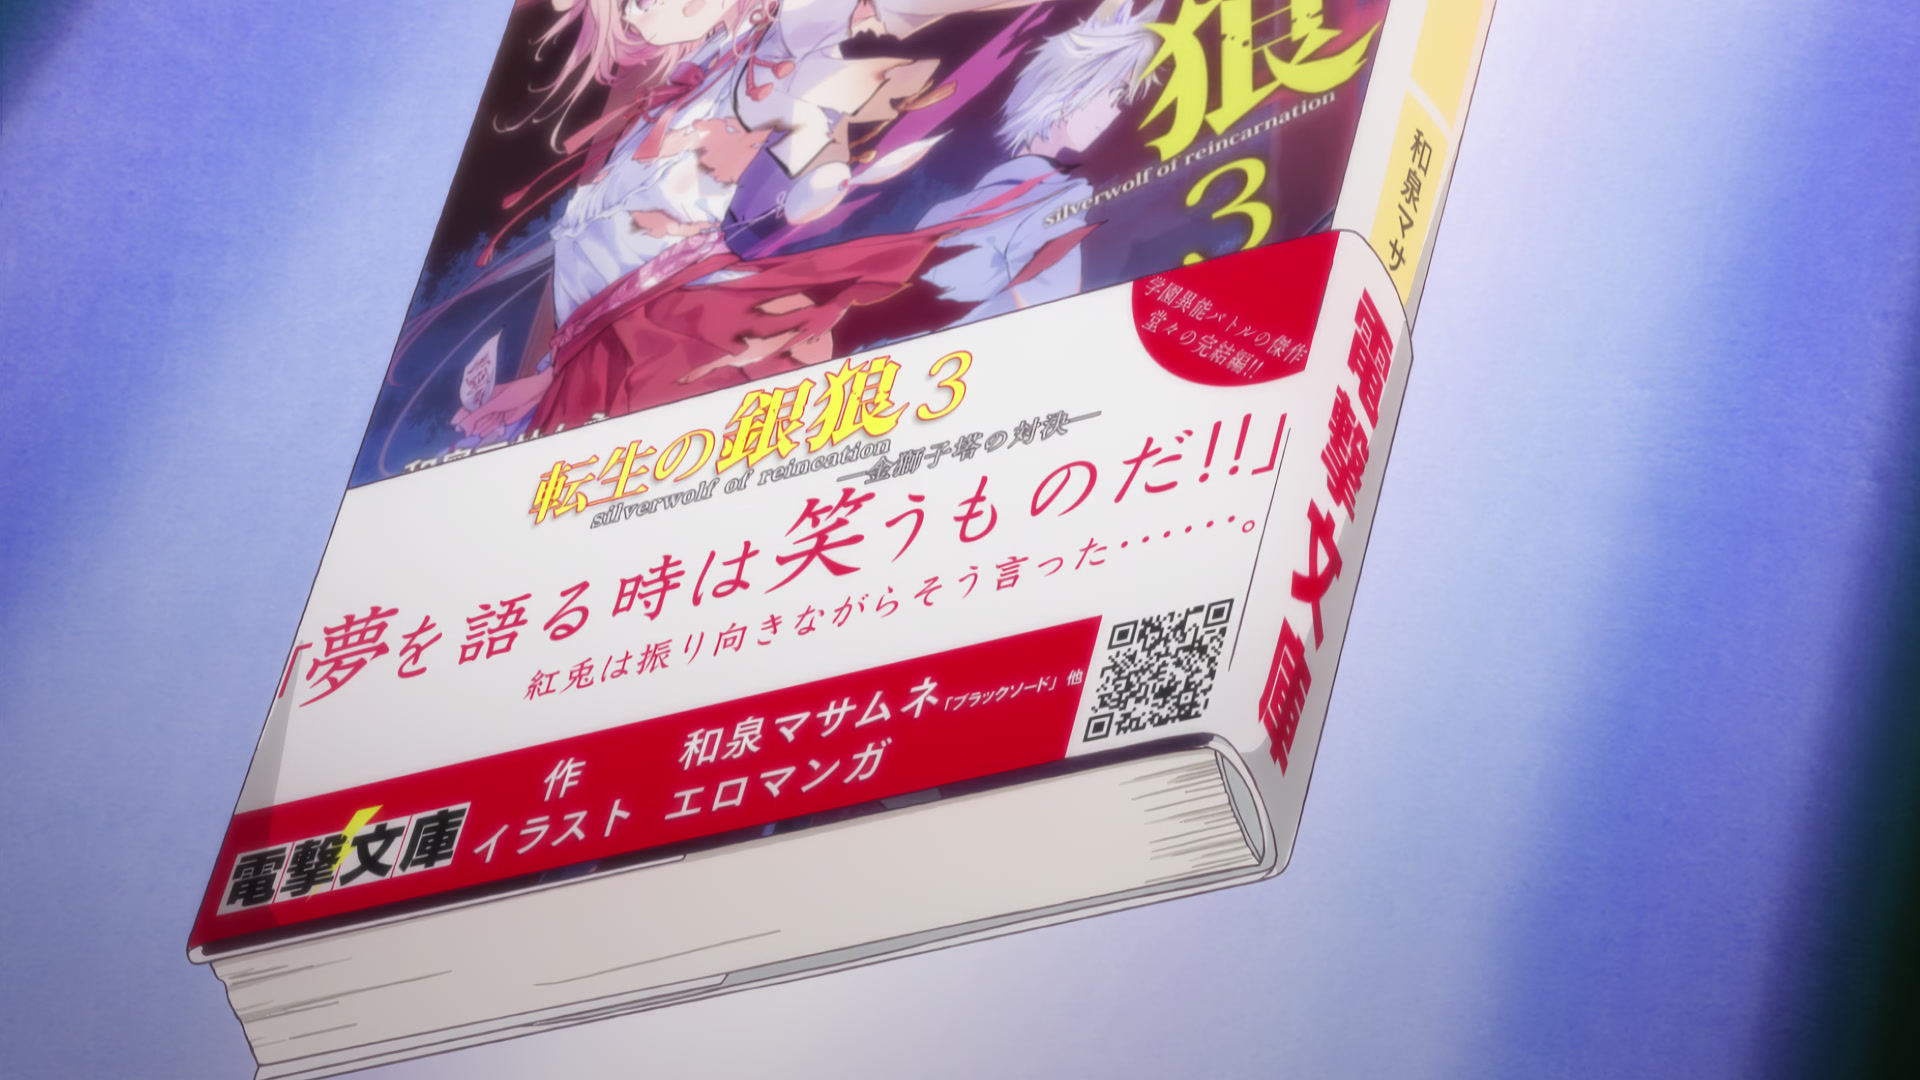 狼
silverwolf of reincarnation
3
和泉マサ
学園異能バトルの傑作
堂々の完結編!!
転生の銀狼3
silverwolf of reincation
―金獅子塔の対決―
「夢を語る時は笑うものだ!!」
紅兎は振り向きながらそう言った‥‥‥。
作 和泉マサムネ「ブラックソード」他
イラスト エロマンガ
電撃文庫
電撃文庫